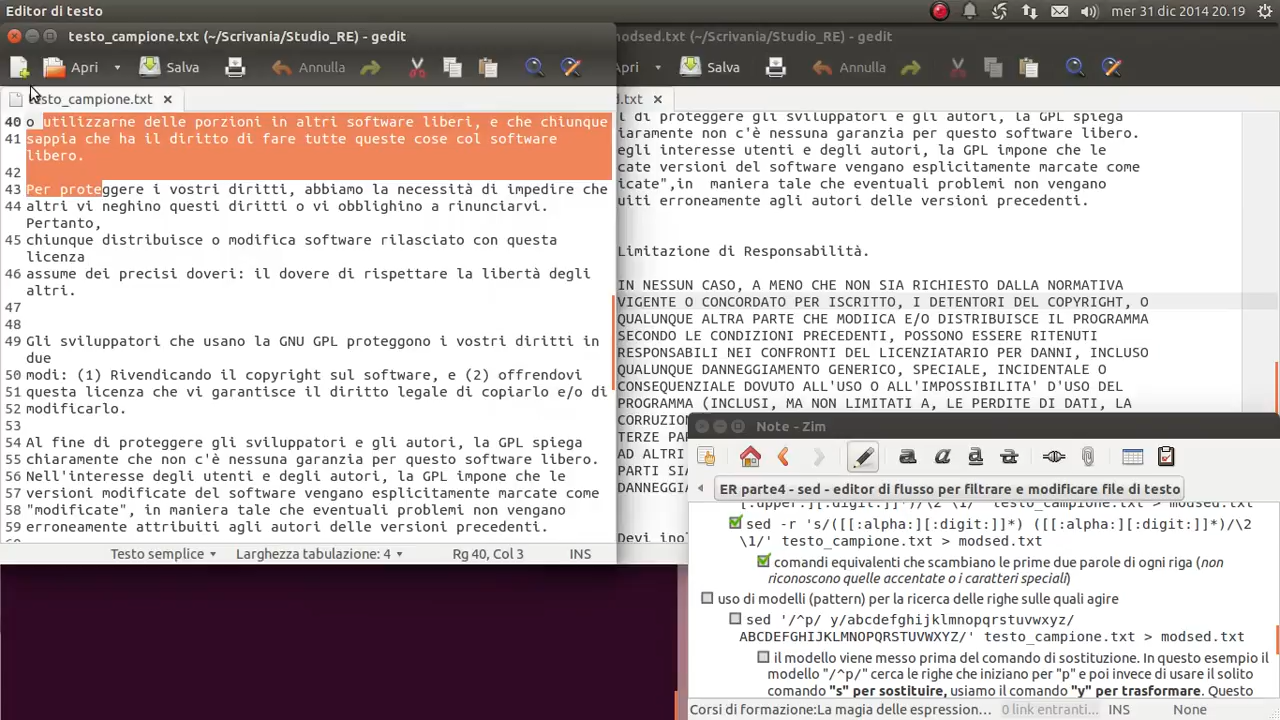 Editor di testo
mer 31 dic 2014 20.19
testo_campione.txt (~/Scrivania/Studio_RE) - gedit
Apri
Salva
Annulla
testo_campione.txt
40 o utilizzarne delle porzioni in altri software liberi, e che chiunque
41 sappia che ha il diritto di fare tutte queste cose col software
libero.
42
43 Per proteggere i vostri diritti, abbiamo la necessità di impedire che
44 altri vi neghino questi diritti o vi obblighino a rinunciarvi.
Pertanto,
45 chiunque distribuisce o modifica software rilasciato con questa
licenza
46 assume dei precisi doveri: il dovere di rispettare la libertà degli
altri.
47
48
49 Gli sviluppatori che usano la GNU GPL proteggono i vostri diritti in
due
50 modi: (1) Rivendicando il copyright sul software, e (2) offrendovi
51 questa licenza che vi garantisce il diritto legale di copiarlo e/o di
52 modificarlo.
53
54 Al fine di proteggere gli sviluppatori e gli autori, la GPL spiega
55 chiaramente che non c'è nessuna garanzia per questo software libero.
56 Nell'interesse degli utenti e degli autori, la GPL impone che le
57 versioni modificate del software vengano esplicitamente marcate come
58 "modificate", in maniera tale che eventuali problemi non vengano
59 erroneamente attribuiti agli autori delle versioni precedenti.
Testo semplice
Larghezza tabulazione: 4
Rg 40, Col 3
INS
modsed.txt (~/Scrivania/Studio_RE) - gedit
pri
Salva
Annulla
d.txt
i di proteggere gli sviluppatori e gli autori, la GPL spiega
iaramente non c'è nessuna garanzia per questo software libero.
egli interesse utenti e degli autori, la GPL impone che le
cate versioni del software vengano esplicitamente marcate come
icate",in  maniera tale che eventuali problemi non vengano
uiti erroneamente agli autori delle versioni precedenti.
Limitazione di Responsabilità.
IN NESSUN CASO, A MENO CHE NON SIA RICHIESTO DALLA NORMATIVA
VIGENTE O CONCORDATO PER ISCRITTO, I DETENTORI DEL COPYRIGHT, O
QUALUNQUE ALTRA PARTE CHE MODIICA E/O DISTRIBUISCE IL PROGRAMMA
SECONDO LE CONDIZIONI PRECEDENTI, POSSONO ESSERE RITENUTI
RESPONSABILI NEI CONFRONTI DEL LICENZIATARIO PER DANNI, INCLUSO
QUALUNQUE DANNEGGIAMENTO GENERICO, SPECIALE, INCIDENTALE O
CONSEQUENZIALE DOVUTO ALL'USO O ALL'IMPOSSIBILITA' D'USO DEL
PROGRAMMA (INCLUSI, MA NON LIMITATI A, LE PERDITE DI DATI, LA
CORRUZION
TERZE PA
AD ALTRI
PARTI SI
DANNEGGI
Devi inol
Note - Zim
ER parte4 - sed - editor di flusso per filtrare e modificare file di testo
[:upper:][:digit:]]*)/\2 \1/' testo_campione.txt > modsed.txt
sed -r 's/([[:alpha:][:digit:]]*) ([[:alpha:][:digit:]]*)/\2
\1/' testo_campione.txt > modsed.txt
comandi equivalenti che scambiano le prime due parole di ogni riga (non
riconoscono quelle accentate o i caratteri speciali)
uso di modelli (pattern) per la ricerca delle righe sulle quali agire
sed '/^p/ y/abcdefghijklmnopqrstuvwxyz/
ABCDEFGHIJKLMNOPQRSTUVWXYZ/' testo_campione.txt > modsed.txt
il modello viene messo prima del comando di sostituzione. In questo esempio il
modello "/^p/" cerca le righe che iniziano per "p" e poi invece di usare il solito
comando "s" per sostituire, usiamo il comando "y" per trasformare. Questo
Corsi di formazione:La magia delle espression...
0 link entranti...
INS
None